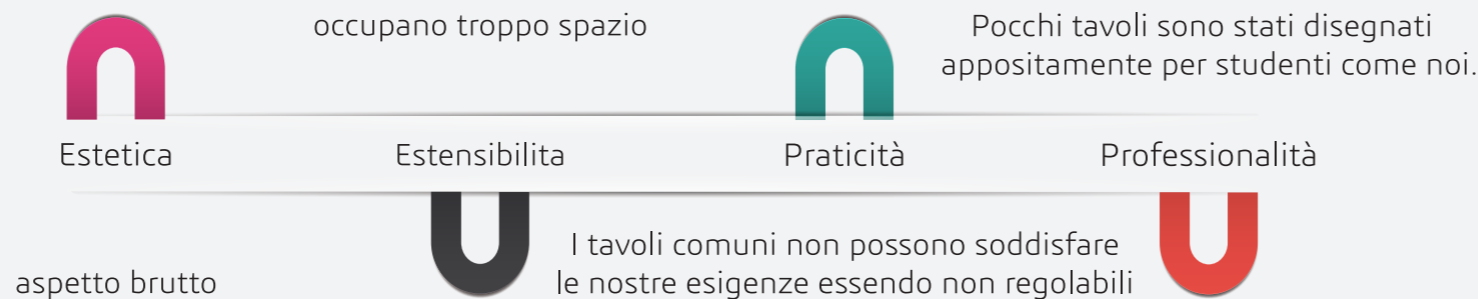 occupano troppo spazio
Pocchi tavoli sono stati disegnati
appositamente per studenti come noi.
Estetica
Estensibilita
Praticità
Professionalità
I tavoli comuni non possono soddisfare
le nostre esigenze essendo non regolabili
aspetto brutto